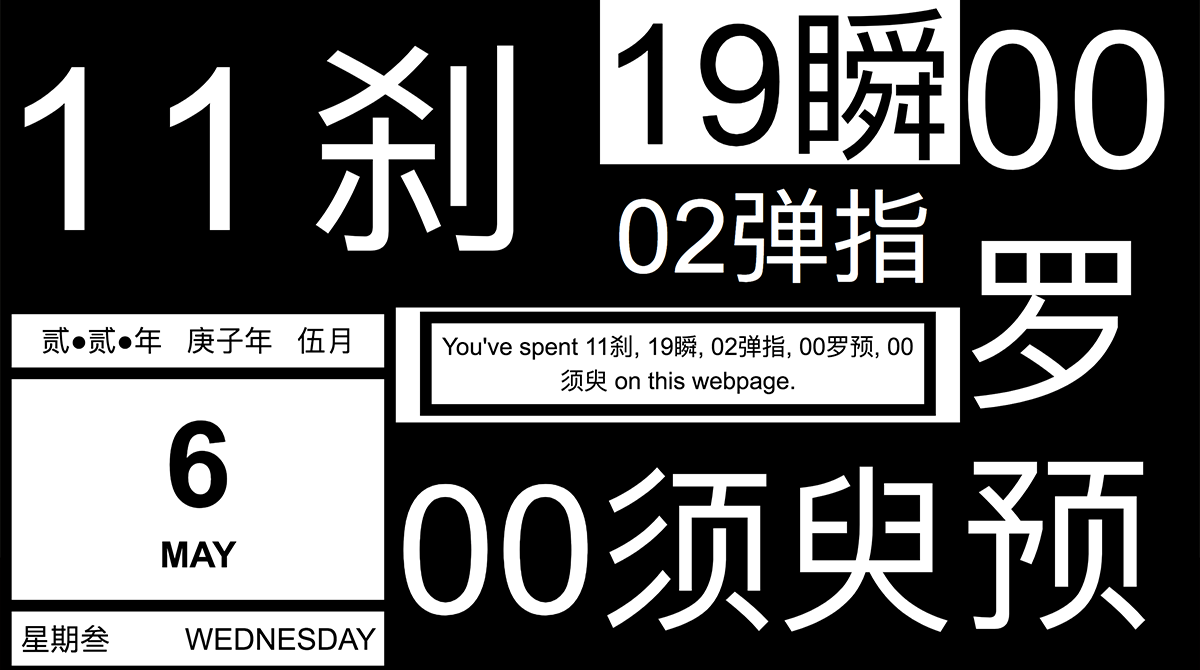 11刹
19瞬
02弹指
00
罗
预
00须臾
You've spent 11刹, 19瞬, 02弹指, 00罗预, 00
须臾 on this webpage.
贰●贰●年 庚子年 伍月
6
MAY
星期叁 WEDNESDAY